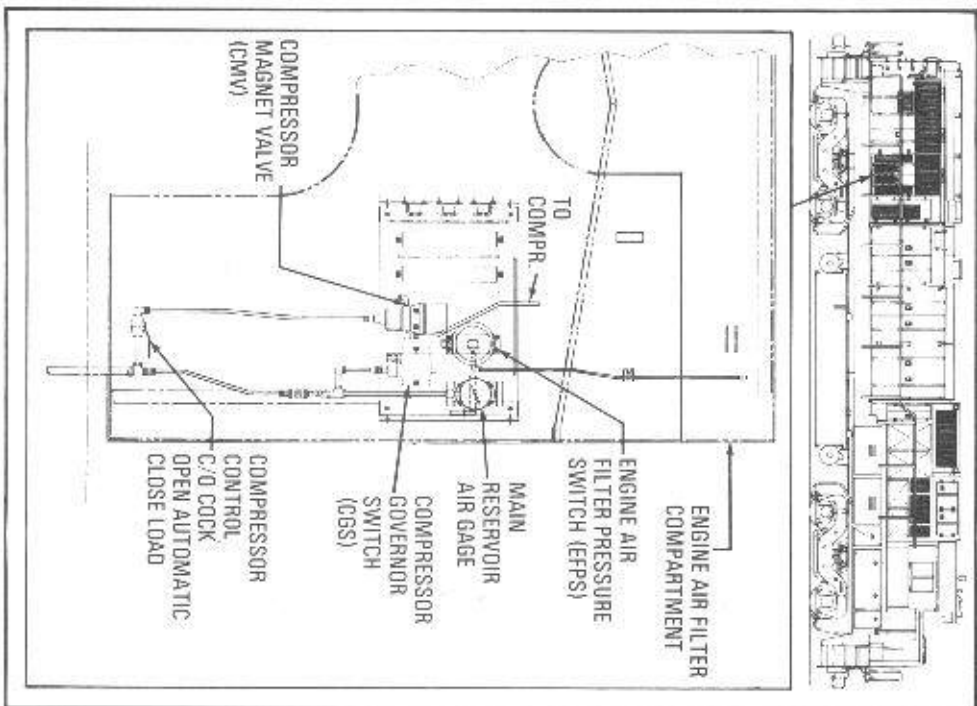 ENGINE AIR FILTER
COMPARTMENT
ENGINE AIR
FILTER PRESSURE
SWITCH (EFPS)
MAIN
RESERVOIR
AIR GAGE
COMPRESSOR
GOVERNOR
SWITCH
(CGS)
COMPRESSOR
CONTROL
C/O COCK
OPEN AUTOMATIC
CLOSE LOAD
TO
COMPR.
COMPRESSOR
MAGNET VALVE
(CMV)